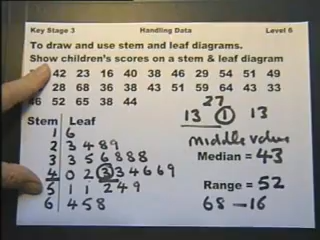 Key Stage 3 Handling Data Level 6
To draw and use stem and leaf diagrams.
Show children's scores on a stem & leaf diagram
42 23 16 40 38 46 29 54 51 49
28 68 36 38 43 51 59 64 43 33
46 52 65 38 44
27
13 1 13
Stem Leaf
1 6
2 3 4 8 9
3 3 5 6 8 8 8
4 0 2 3 3 4 6 6 9
5 1 1 2 4 9
6 4 5 8
middle value
Median = 43
Range = 52
68 - 16